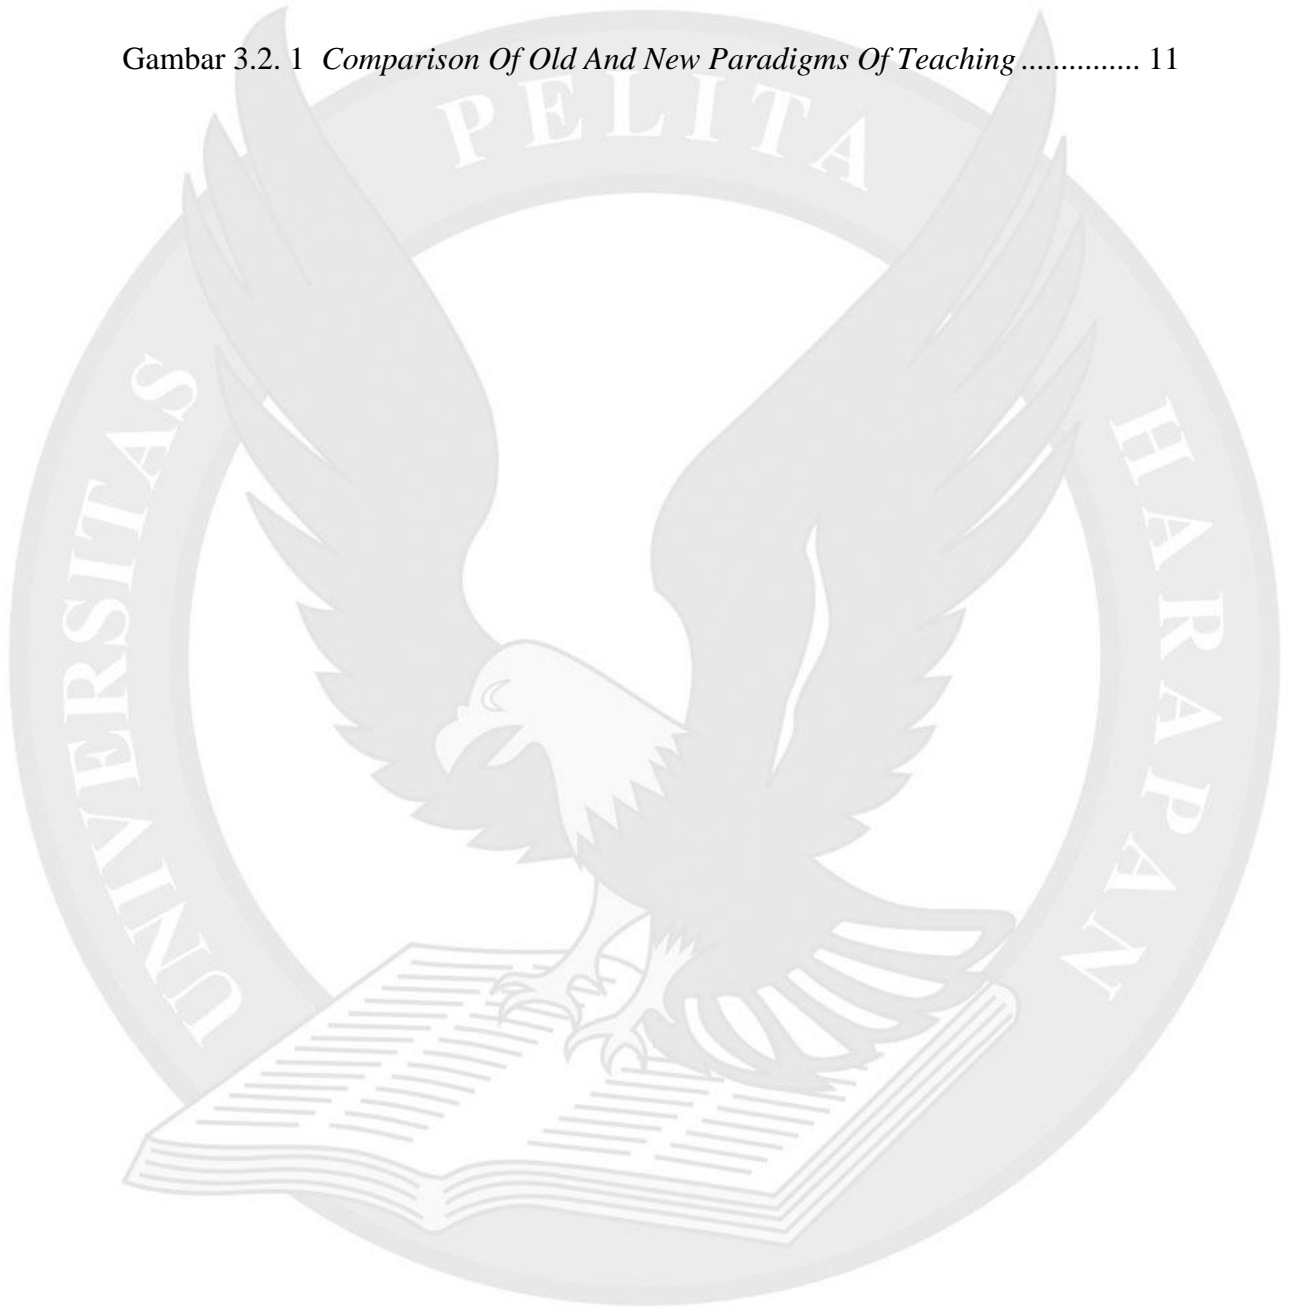 Gambar 3.2. 1 Comparison Of Old And New Paradigms Of Teaching ............... 11
UNIVERSITAS PELITA HARAPAN